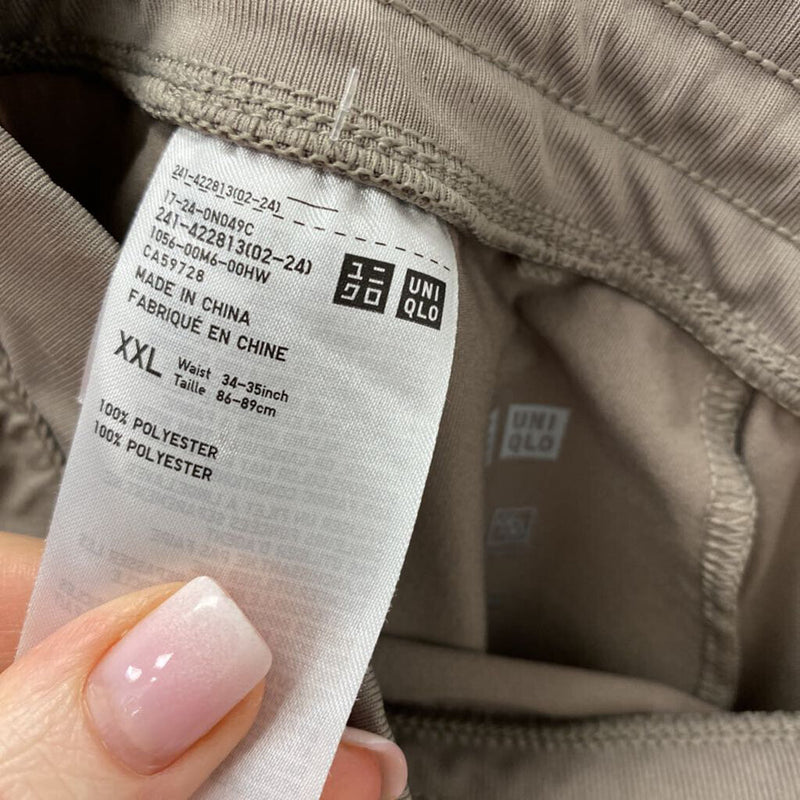 241-422813(02-24)
17-24-0N049C
241-422813(02-24)
1056-00M6-00HW
CA59728
MADE IN CHINA
FABRIQUÉ EN CHINE
ユニ
クロ
UNI
QLO
XXL
Waist 34-35inch
Taille 86-89cm
100% POLYESTER
100% POLYESTER
UNI
QLO